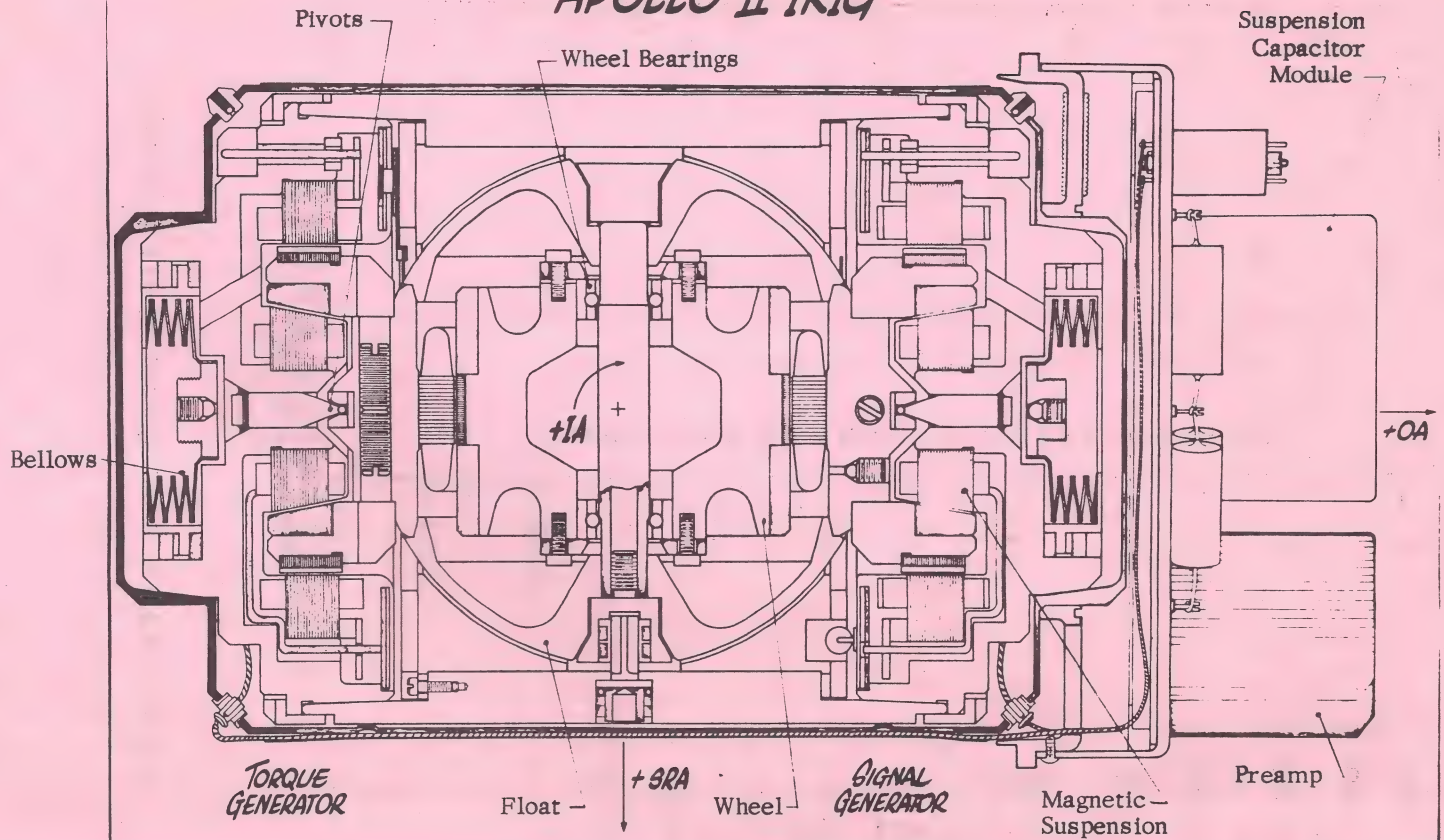 APOLLO II IRIG
Pivots
Wheel Bearings
Suspension
Capacitor
Module
+IA
+OA
Bellows
TORQUE
GENERATOR
Float
+SRA
Wheel
SIGNAL
GENERATOR
Magnetic
Suspension
Preamp